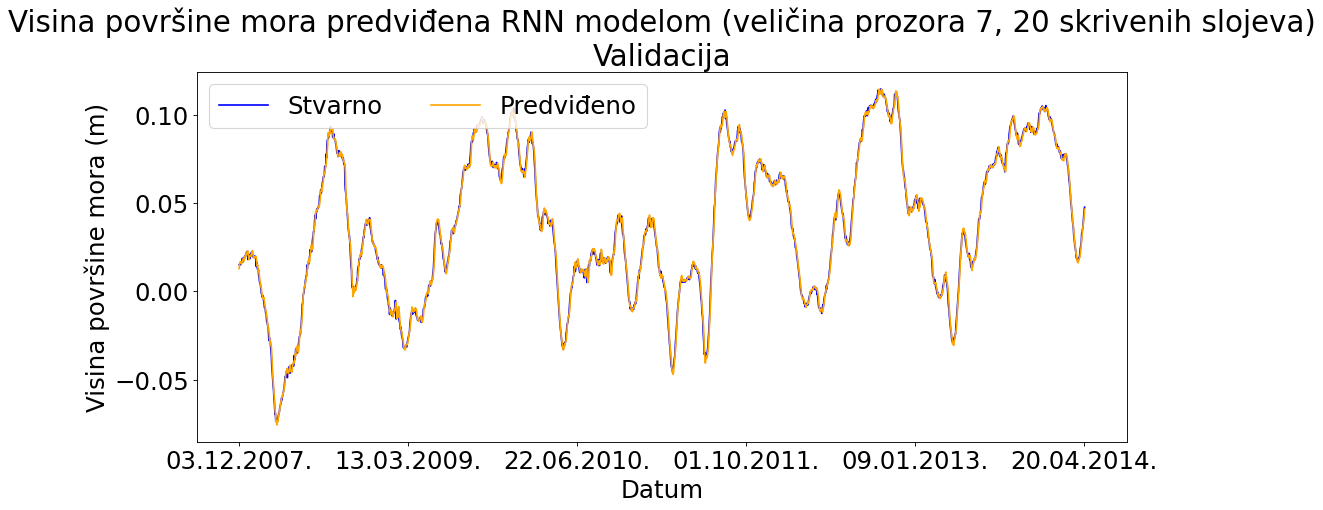 Visina površine mora predviđena RNN modelom (veličina prozora 7, 20 skrivenih slojeva)
Validacija
Stvarno
Predviđeno
Visina površine mora (m)
0.10
0.05
0.00
−0.05
03.12.2007.
13.03.2009.
22.06.2010.
01.10.2011.
09.01.2013.
20.04.2014.
Datum